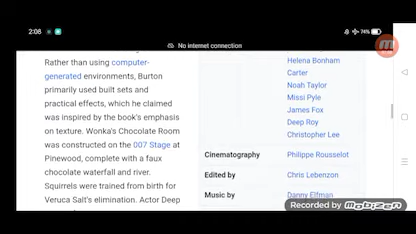 2:08
74%
No internet connection
Rather than using computer-
generated environments, Burton
primarily used built sets and
practical effects, which he claimed
was inspired by the book's emphasis
on texture. Wonka's Chocolate Room
was constructed on the 007 Stage at
Pinewood, complete with a faux
chocolate waterfall and river.
Squirrels were trained from birth for
Veruca Salt's elimination. Actor Deep
Helena Bonham
Carter
Noah Taylor
Missi Pyle
James Fox
Deep Roy
Christopher Lee
Cinematography Philippe Rousselot
Edited by Chris Lebenzon
Music by Danny Elfman
Recorded by Mobizen